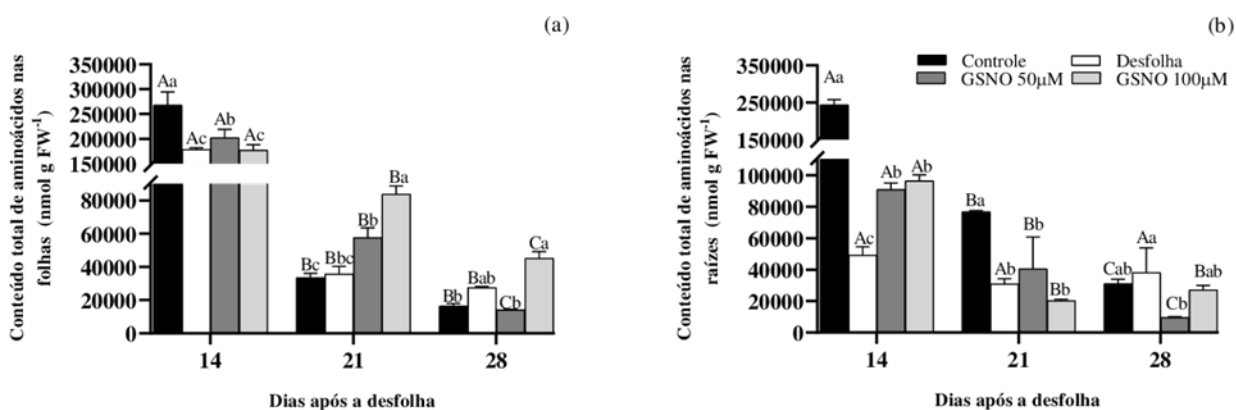 (a)
Conteúdo total de aminoácidos nas
folhas (nmol g FW⁻¹)
350000
300000
250000
200000
150000
80000
60000
40000
20000
0
Aa
Ac
Ab
Ac
Bc
Bbc
Bb
Ba
Bb
Bab
Cb
Ca
14
21
28
Dias após a desfolha
(b)
Controle
Desfolha
GSNO 50µM
GSNO 100µM
Conteúdo total de aminoácidos nas
raízes (nmol g FW⁻¹)
350000
250000
150000
100000
80000
60000
40000
20000
0
Aa
Ac
Ab
Ab
Ba
Ab
Bb
Bb
Cab
Aa
Cb
Bab
14
21
28
Dias após a desfolha